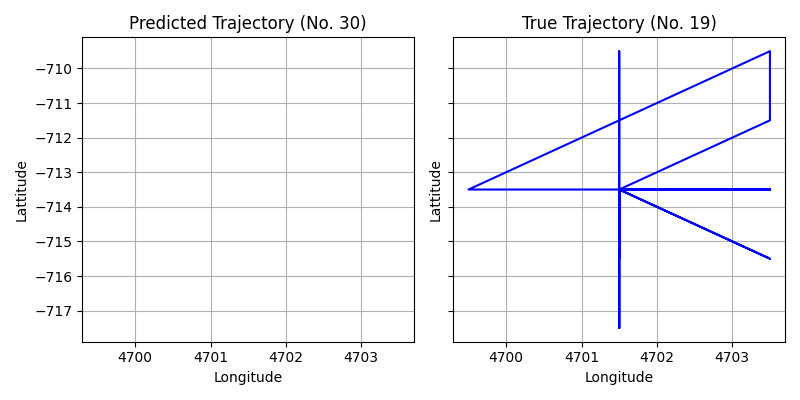 Predicted Trajectory (No. 30)
True Trajectory (No. 19)
−710
−711
−712
−713
−714
−715
−716
−717
Lattitude
Lattitude
4700 4701 4702 4703
4700 4701 4702 4703
Longitude
Longitude